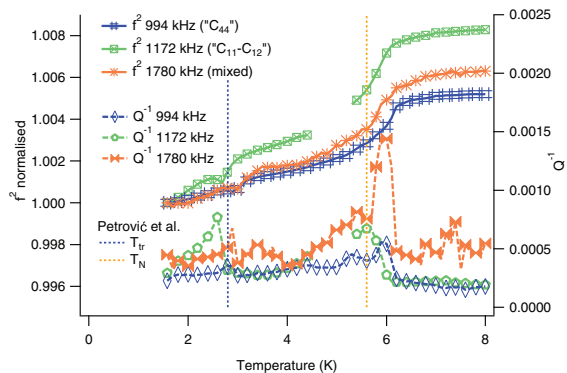 f² 994 kHz ("C₄₄")
f² 1172 kHz ("C₁₁-C₁₂")
f² 1780 kHz (mixed)
Q⁻¹ 994 kHz
Q⁻¹ 1172 kHz
Q⁻¹ 1780 kHz
Petrović et al.
T_tr
T_N
f² normalised
1.008
1.006
1.004
1.002
1.000
0.998
0.996
Q⁻¹
0.0025
0.0020
0.0015
0.0010
0.0005
0.0000
0 2 4 6 8
Temperature (K)